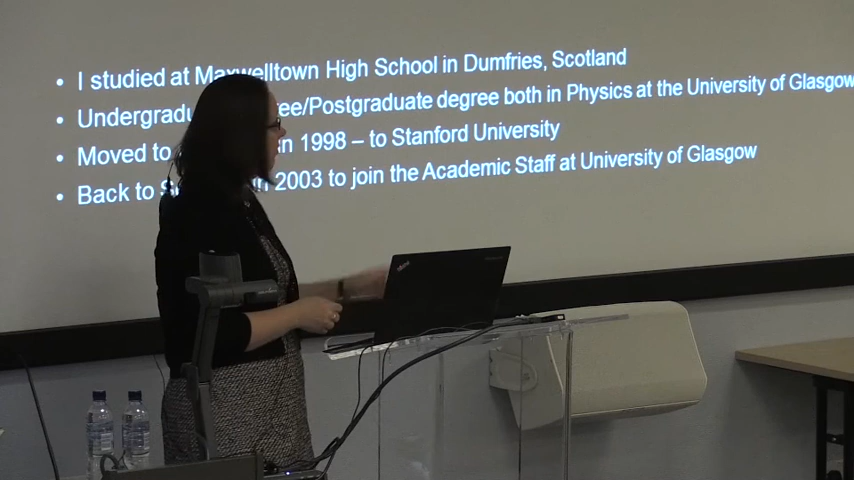 • I studied at Maxwelltown High School in Dumfries, Scotland
• Undergradu ee/Postgraduate degree both in Physics at the University of Glasgow
• Moved to in 1998 – to Stanford University
• Back to in 2003 to join the Academic Staff at University of Glasgow